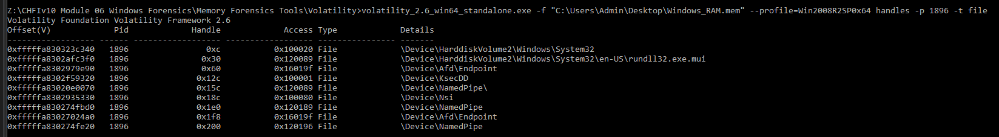 Z:\CHFIv10 Module 06 Windows Forensics\Memory Forensics Tools\Volatility>volatility_2.6_win64_standalone.exe -f "C:\Users\Admin\Desktop\Windows_RAM.mem" --profile=Win2008R2SP0x64 handles -p 1896 -t file
Volatility Foundation Volatility Framework 2.6
Offset(V)             Pid             Handle             Access Type             Details
------------------ ------ ------------------ ------------------ ---------------- -------
0xfffffa830323c340   1896                0xc           0x100020 File             \Device\HarddiskVolume2\Windows\System32
0xfffffa8302afc3f0   1896               0x30           0x120089 File             \Device\HarddiskVolume2\Windows\System32\en-US\rundll32.exe.mui
0xfffffa8302979e90   1896               0x60           0x16019f File             \Device\Afd\Endpoint
0xfffffa8302f59320   1896              0x12c           0x100001 File             \Device\KsecDD
0xfffffa83020e0070   1896              0x15c           0x120089 File             \Device\NamedPipe\
0xfffffa8302935330   1896              0x18c           0x100080 File             \Device\Nsi
0xfffffa830274fbd0   1896              0x1e0           0x120189 File             \Device\NamedPipe
0xfffffa83027024a0   1896              0x1f8           0x16019f File             \Device\Afd\Endpoint
0xfffffa830274fe20   1896              0x200           0x120196 File             \Device\NamedPipe